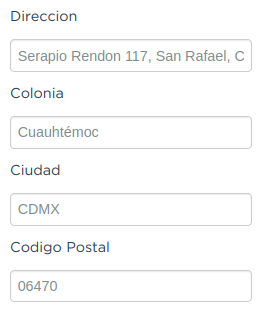 Direccion
Serapio Rendon 117, San Rafael, C
Colonia
Cuauhtémoc
Ciudad
CDMX
Codigo Postal
06470